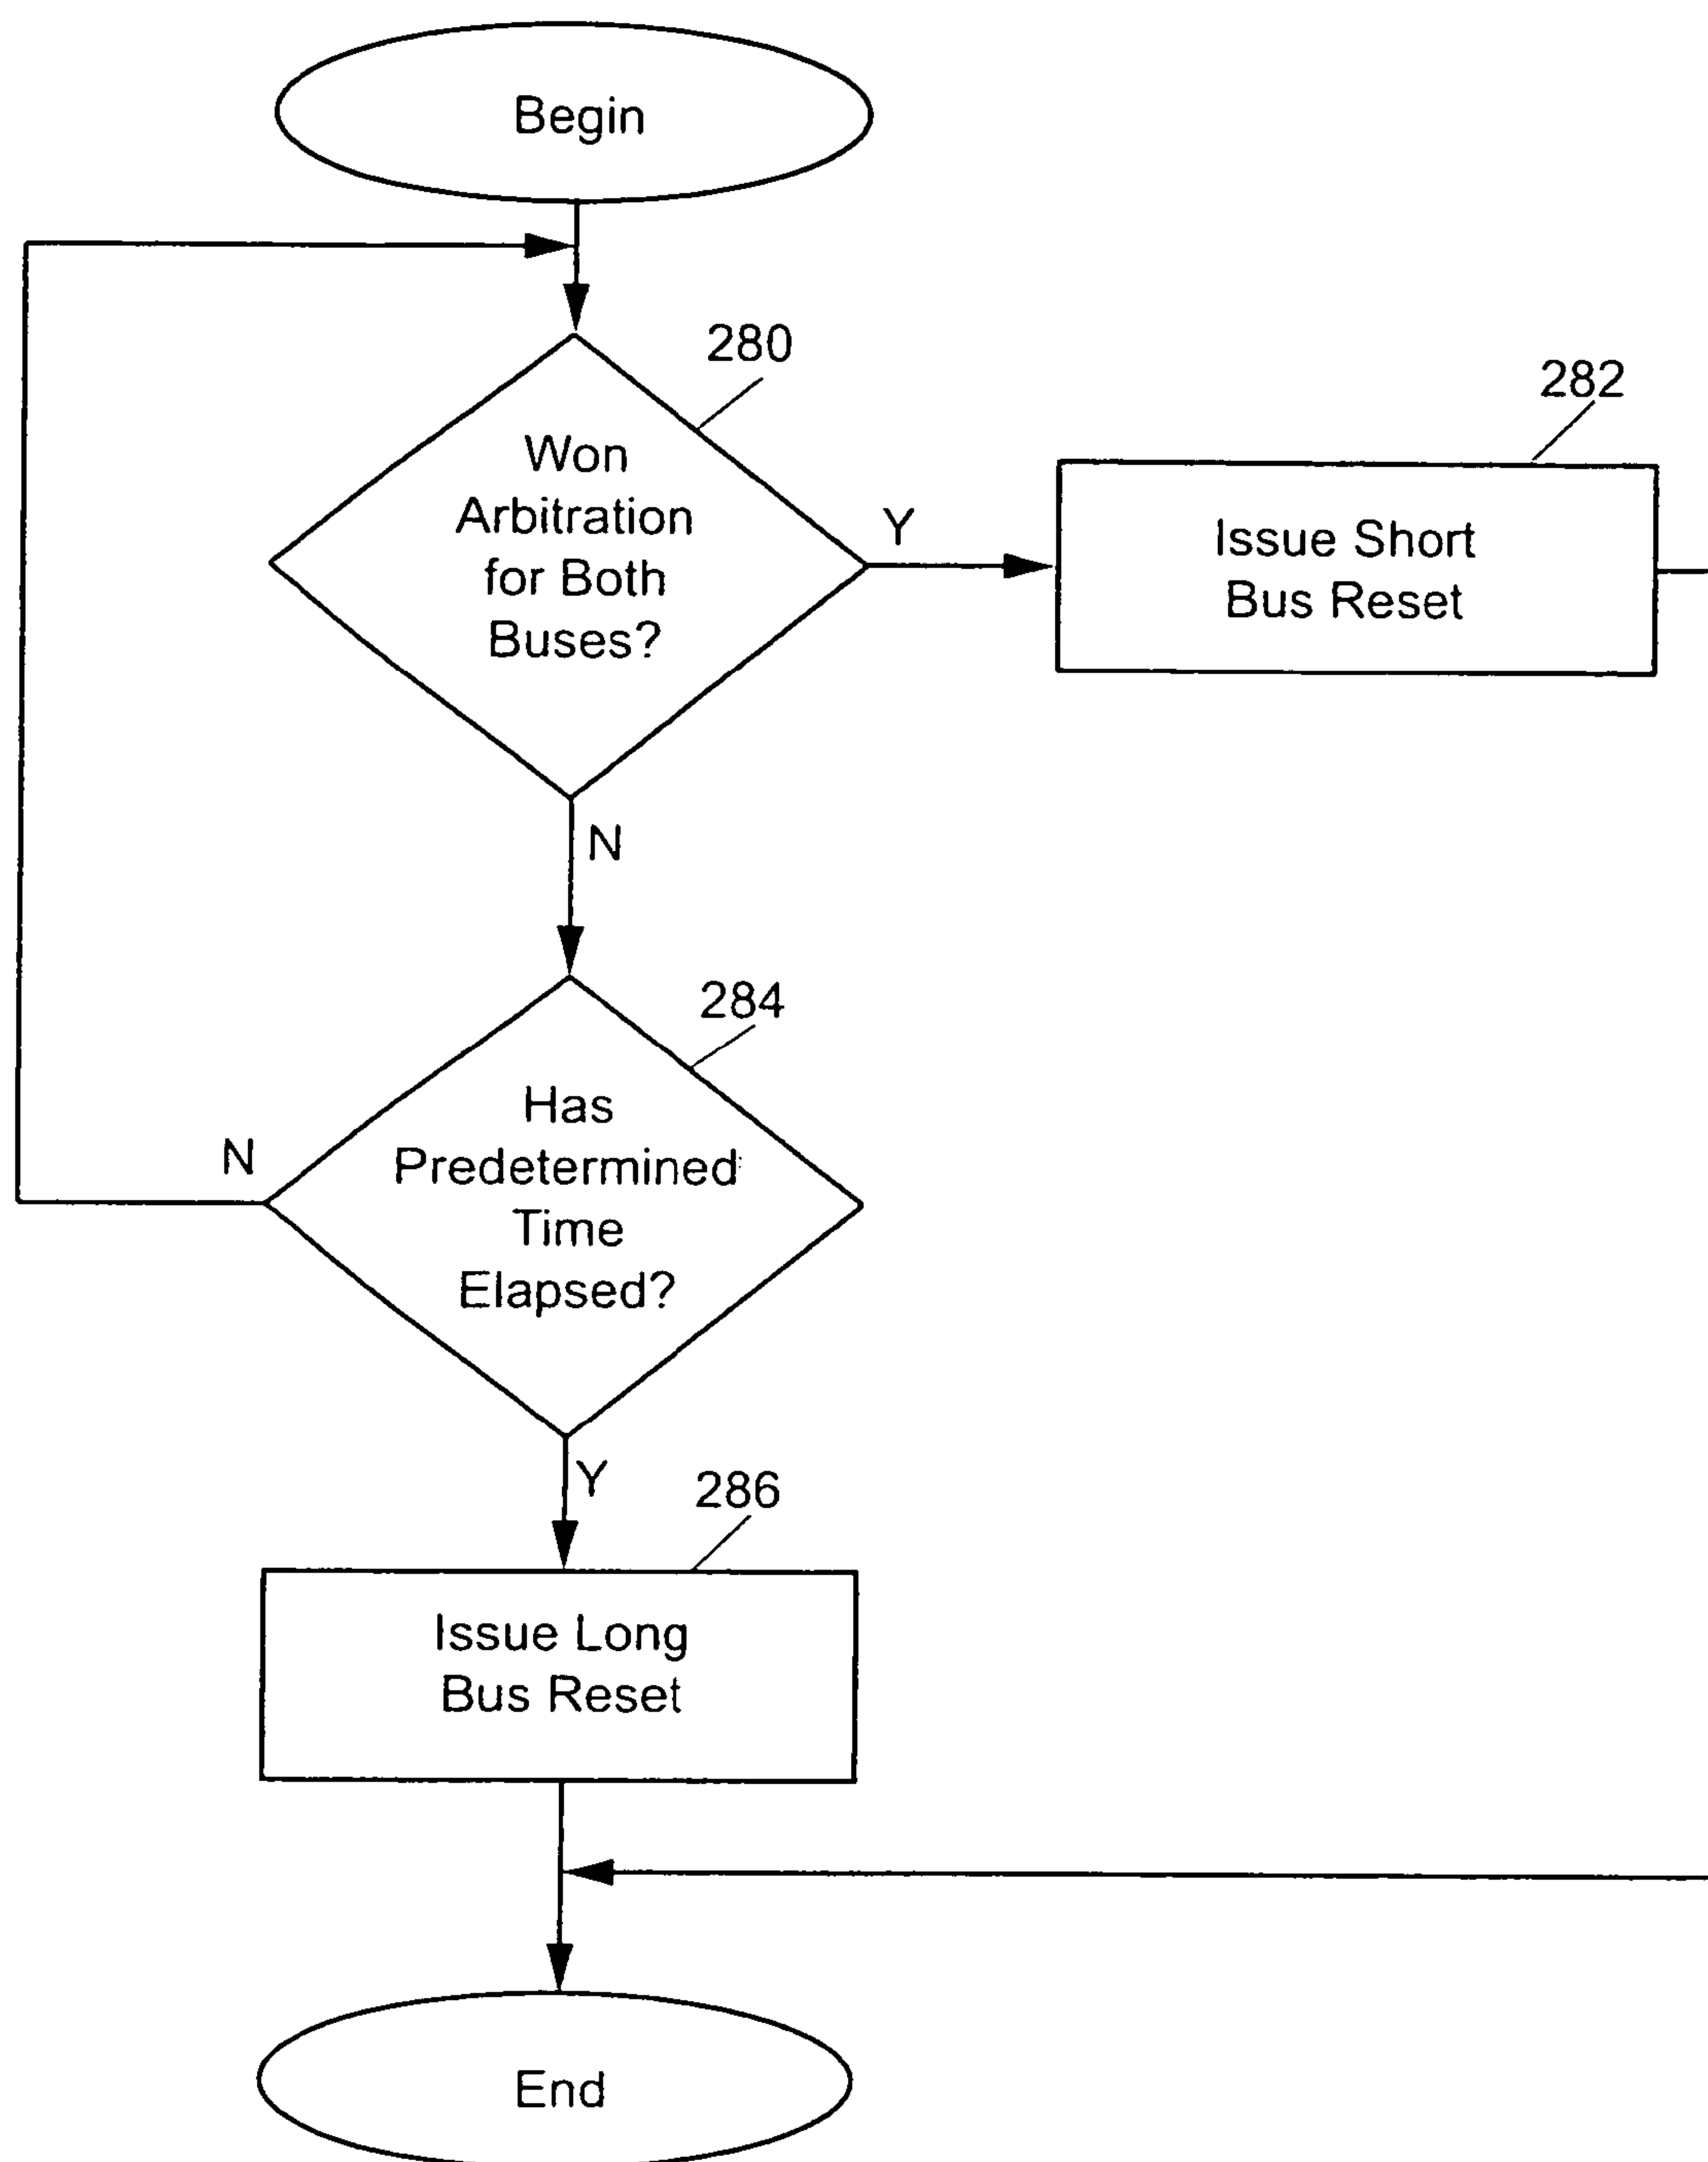 Begin
280
Won
Arbitration
for Both
Buses?
Y
282
Issue Short
Bus Reset
N
284
Has
Predetermined
Time
Elapsed?
N
Y
286
Issue Long
Bus Reset
End